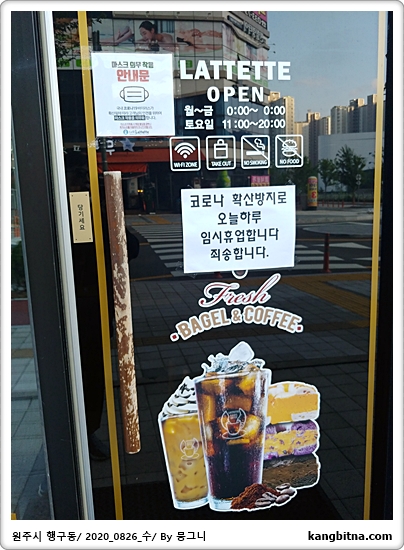 마스크 의무 착용
안내문
LATTETTE
OPEN
월~금 0:00~ 0:00
토요일 11:00~20:00
WI-FI ZONE
TAKE OUT
NO SMOKING
NO FOOD
당기세요
코로나 확산방지로
오늘하루
임시휴업합니다
죄송합니다.
Fresh
BAGEL & COFFEE
원주시 행구동/ 2020_0826_수/ By 뭉그니
kangbitna.com